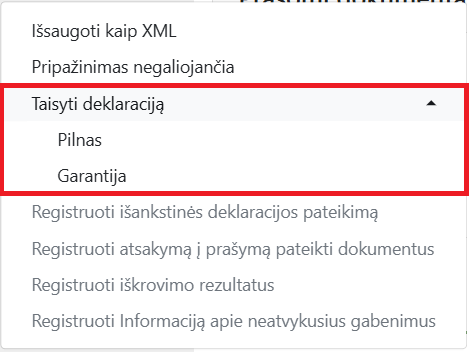 Išsaugoti kaip XML
Pripažinimas negaliojančia
Taisyti deklaraciją
Pilnas
Garantija
Registruoti išankstinės deklaracijos pateikimą
Registruoti atsakymą į prašymą pateikti dokumentus
Registruoti iškrovimo rezultatus
Registruoti Informaciją apie neatvykusius gabenimus